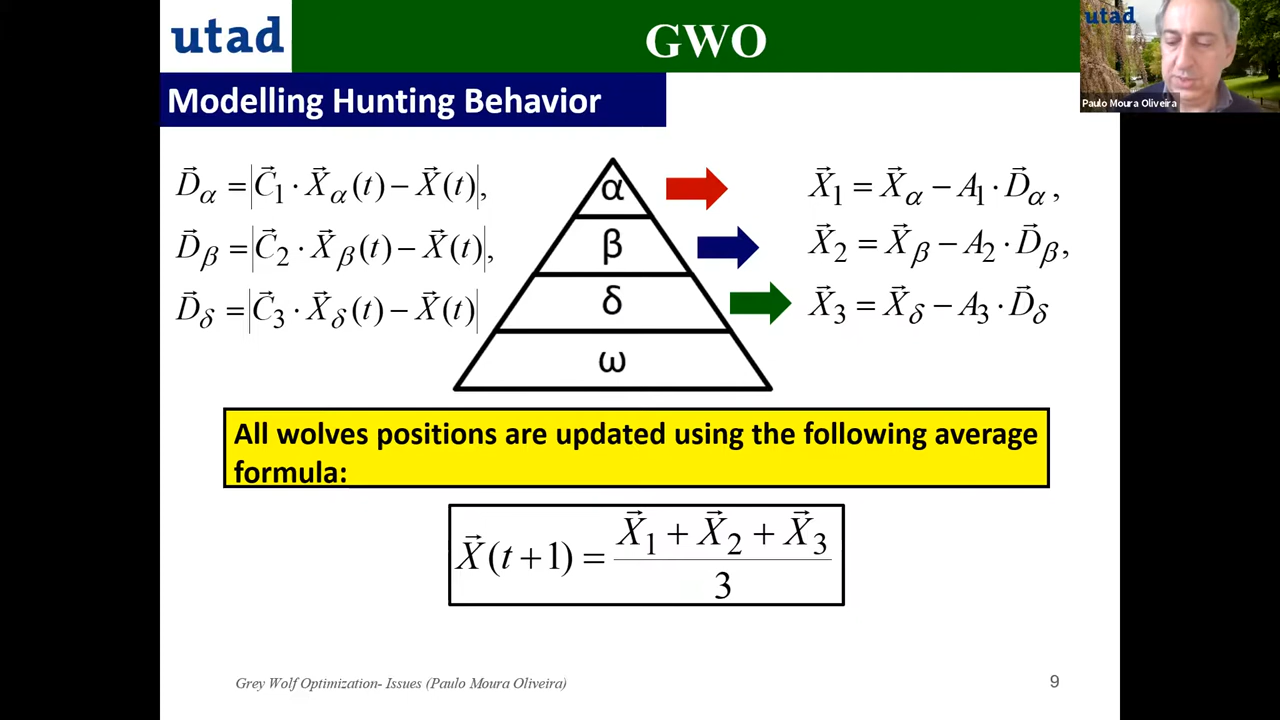 utad
GWO
utad
Paulo Moura Oliveira
Modelling Hunting Behavior
D⃗α = |C⃗1 · X⃗α(t) − X⃗(t)|,
D⃗β = |C⃗2 · X⃗β(t) − X⃗(t)|,
D⃗δ = |C⃗3 · X⃗δ(t) − X⃗(t)|
α
β
δ
ω
X⃗1 = X⃗α − A1 · D⃗α ,
X⃗2 = X⃗β − A2 · D⃗β,
X⃗3 = X⃗δ − A3 · D⃗δ
All wolves positions are updated using the following average
formula:
X⃗(t+1) = (X⃗1 + X⃗2 + X⃗3) / 3
Grey Wolf Optimization- Issues (Paulo Moura Oliveira)
9